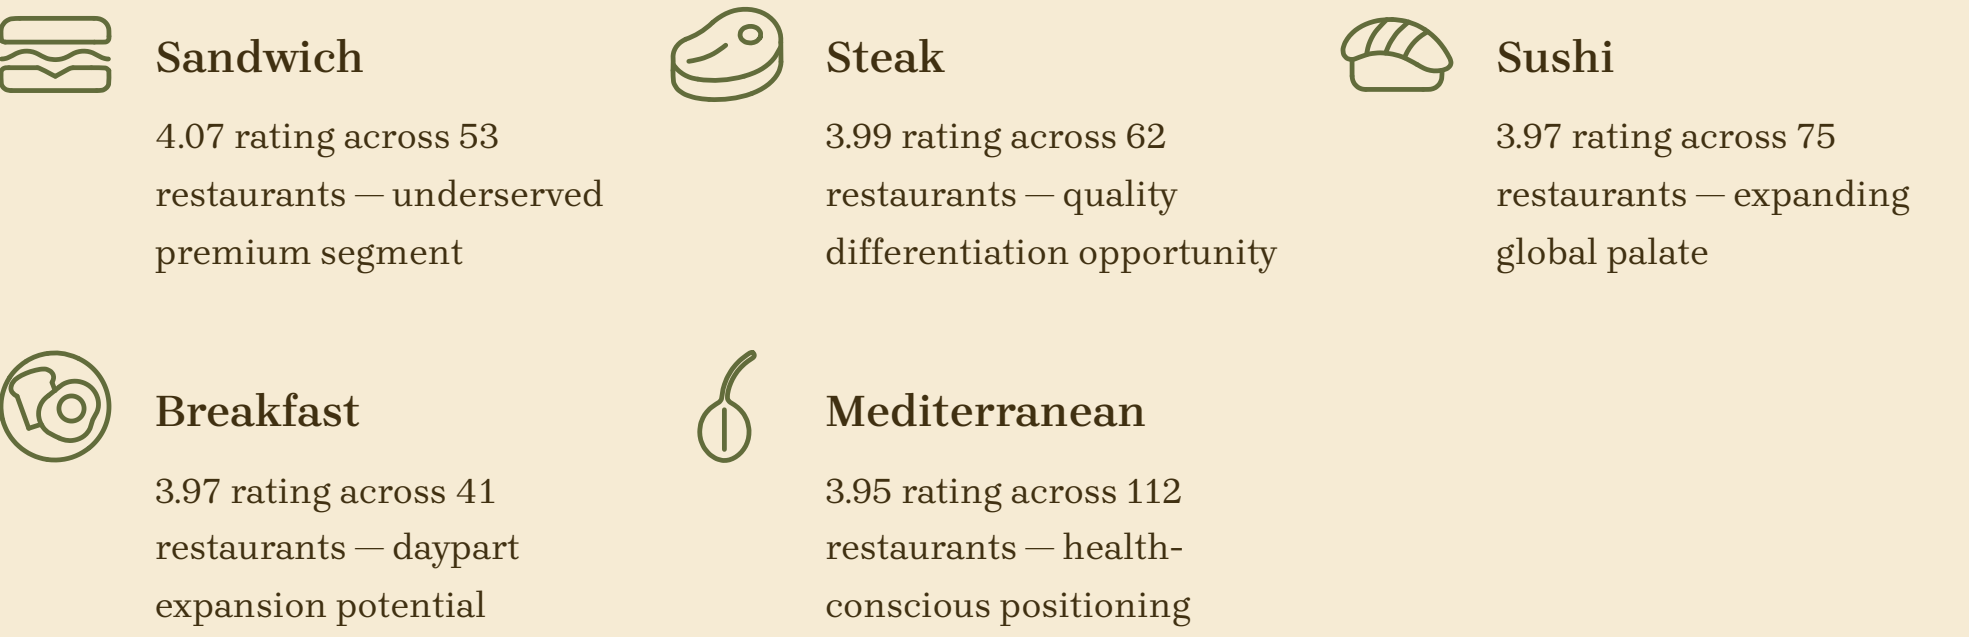 Sandwich
4.07 rating across 53
restaurants — underserved
premium segment
Steak
3.99 rating across 62
restaurants — quality
differentiation opportunity
Sushi
3.97 rating across 75
restaurants — expanding
global palate
Breakfast
3.97 rating across 41
restaurants — daypart
expansion potential
Mediterranean
3.95 rating across 112
restaurants — health-
conscious positioning